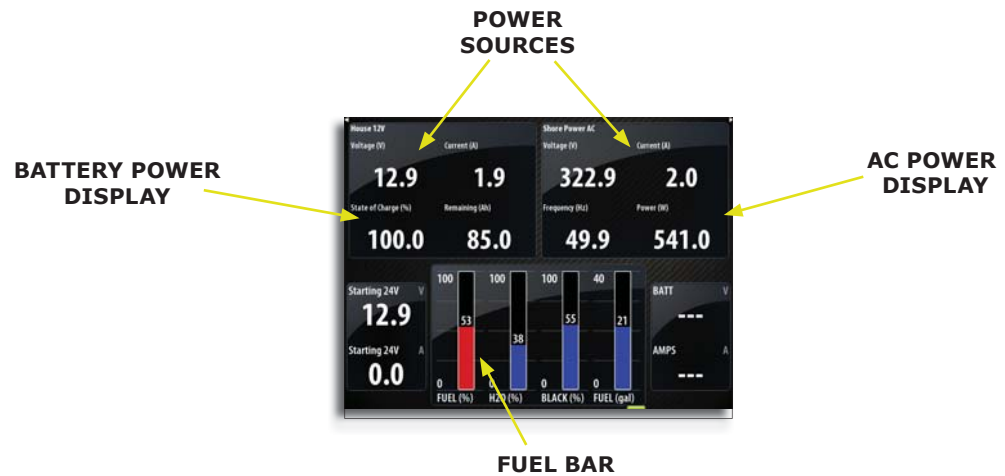 POWER
SOURCES
BATTERY POWER
DISPLAY
AC POWER
DISPLAY
House 12V
Voltage (V) Current (A)
12.9 1.9
State of Charge (%) Remaining (Ah)
100.0 85.0
Shore Power AC
Voltage (V) Current (A)
322.9 2.0
Frequency (Hz) Power (W)
49.9 541.0
Starting 24V V
12.9
Starting 24V A
0.0
100 100 100 40
53 38 55 21
0 0 0 0
FUEL (%) H2O (%) BLACK (%) FUEL (gal)
BATT V
---
AMPS A
---
FUEL BAR